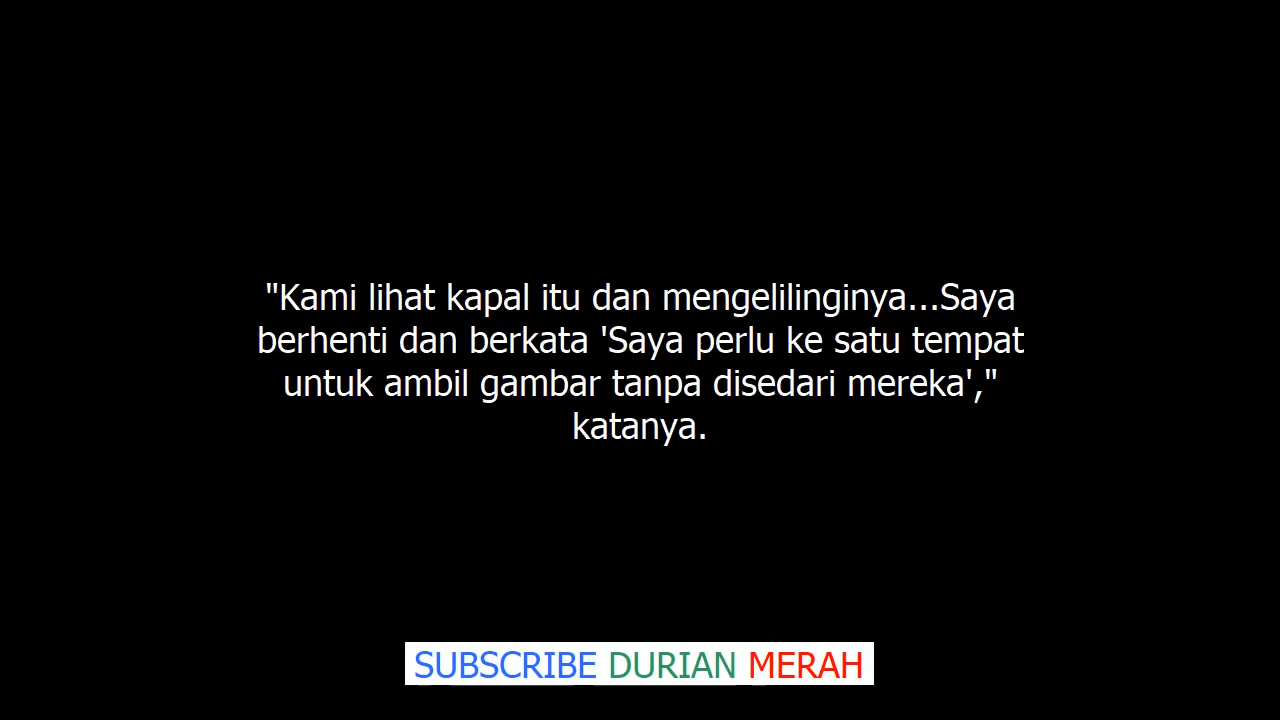 "Kami lihat kapal itu dan mengelilinginya...Saya
berhenti dan berkata 'Saya perlu ke satu tempat
untuk ambil gambar tanpa disedari mereka',"
katanya.
SUBSCRIBE DURIAN MERAH